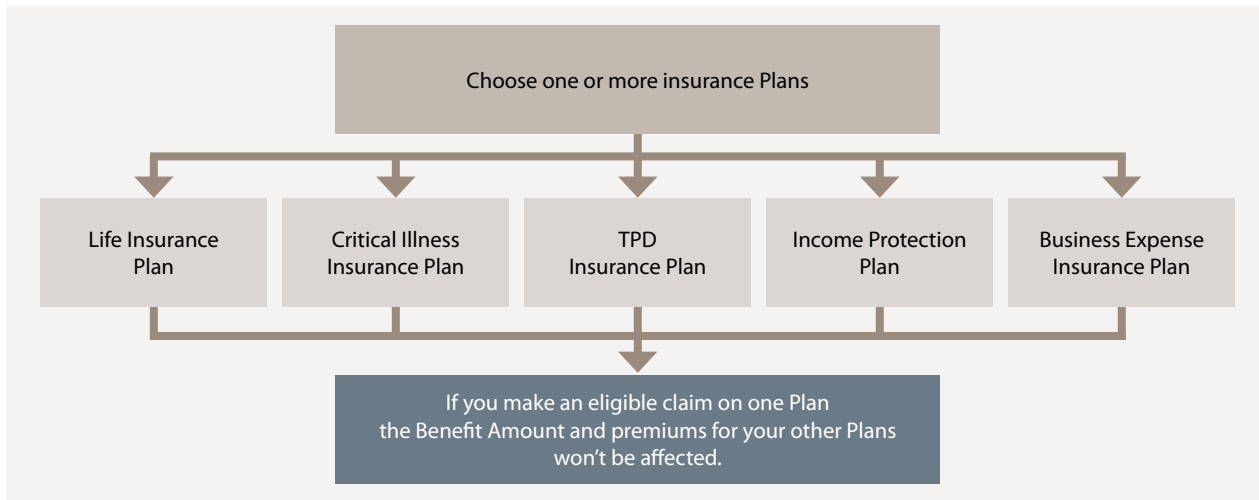 Choose one or more insurance Plans
Life Insurance
Plan
Critical Illness
Insurance Plan
TPD
Insurance Plan
Income Protection
Plan
Business Expense
Insurance Plan
If you make an eligible claim on one Plan
the Benefit Amount and premiums for your other Plans
won't be affected.